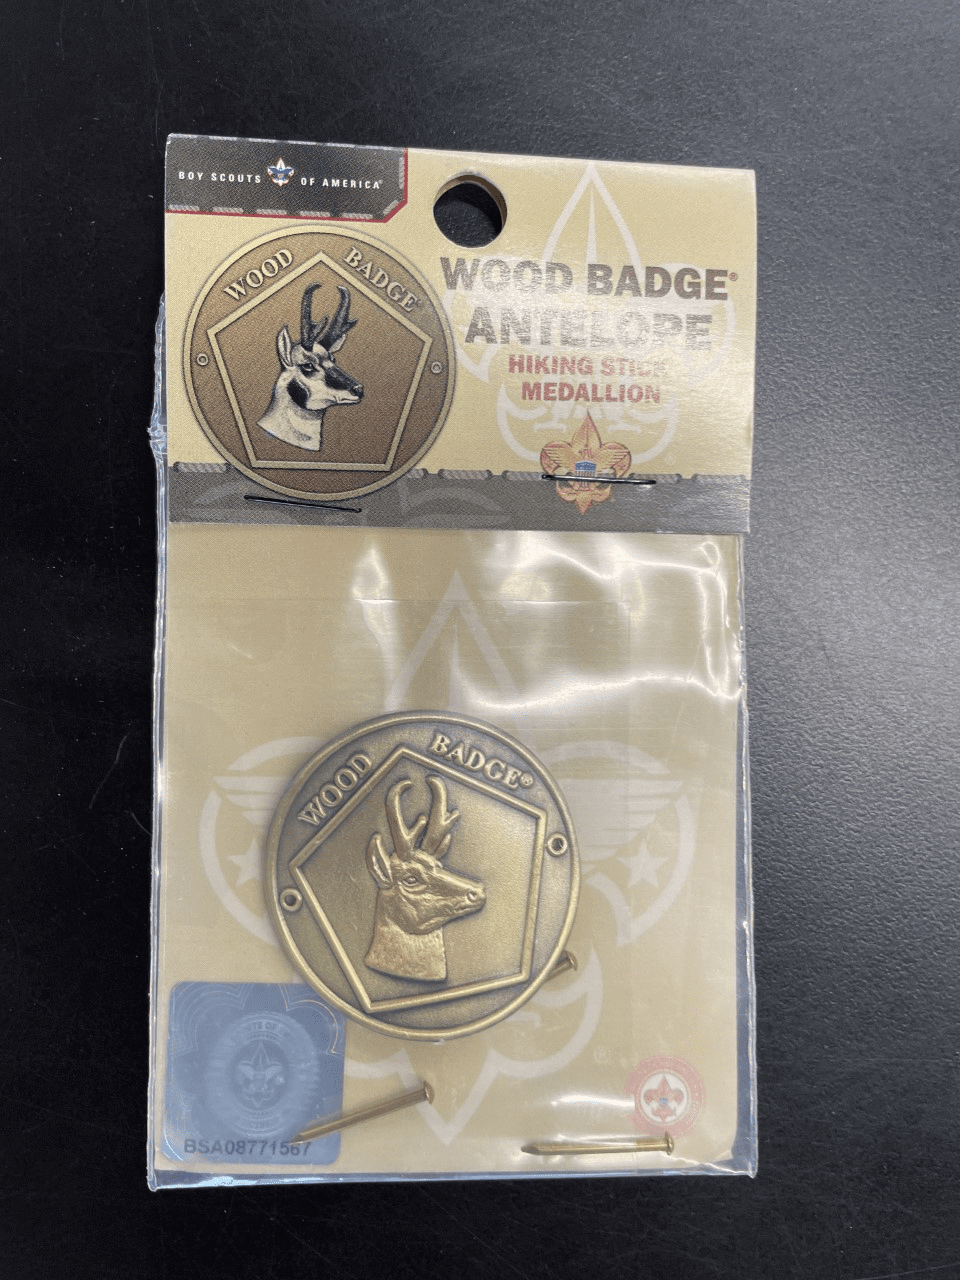 BOY SCOUTS OF AMERICA®
WOOD BADGE®
WOOD BADGE®
ANTELOPE
HIKING STICK
MEDALLION
WOOD BADGE®
®
BSA08771567